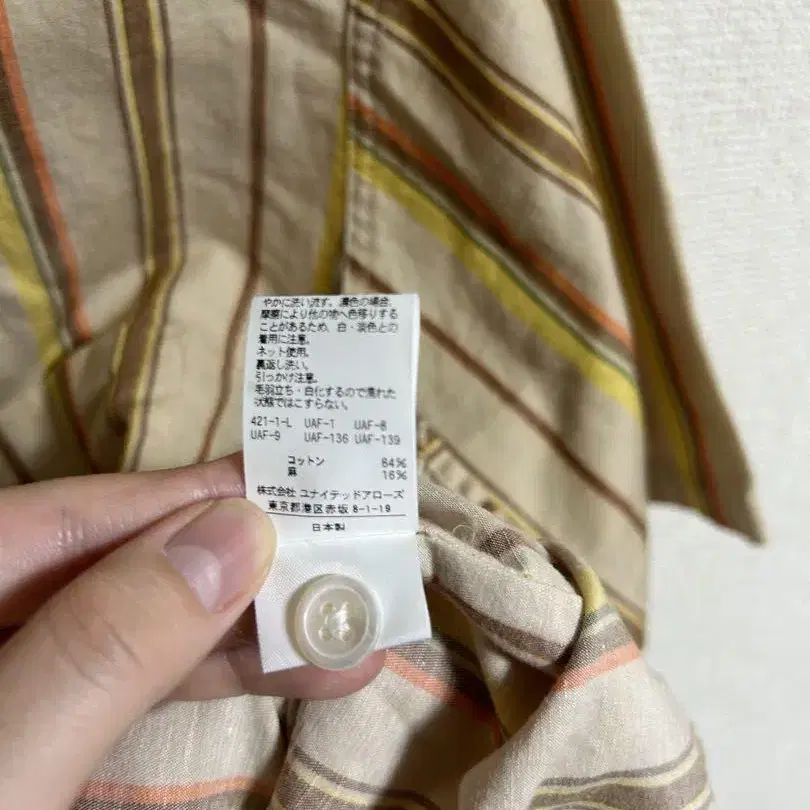 やかに洗い流す。濃色の場合、
摩擦により他の物へ色移りする
ことがあるため、白・淡色との
着用に注意。
ネット使用。
裏返し洗い。
引っかけ注意。
毛羽立ち・白化するので濡れた
状態ではこすらない。
421-1-L UAF-1 UAF-8
UAF-9 UAF-136 UAF-139
コットン 84%
麻 16%
株式会社 ユナイテッドアローズ
東京都港区赤坂 8-1-19
日本製